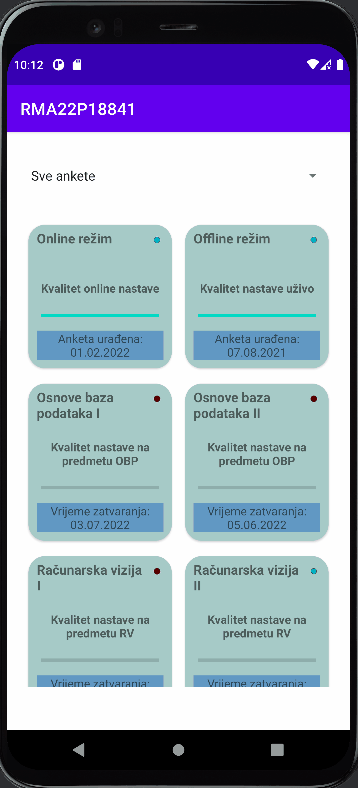 10:12
RMA22P18841
Sve ankete
Online režim
Offline režim
Kvalitet online nastave
Kvalitet nastave uživo
Anketa urađena:
01.02.2022
Anketa urađena:
07.08.2021
Osnove baza
podataka I
Osnove baza
podataka II
Kvalitet nastave na
predmetu OBP
Kvalitet nastave na
predmetu OBP
Vrijeme zatvaranja:
03.07.2022
Vrijeme zatvaranja:
05.06.2022
Računarska vizija
I
Računarska vizija
II
Kvalitet nastave na
predmetu RV
Kvalitet nastave na
predmetu RV
Vrijeme zatvaranja:
Vrijeme zatvaranja: